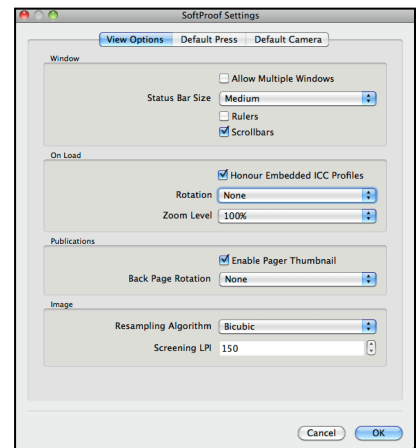 SoftProof Settings
View Options Default Press Default Camera
Window
Allow Multiple Windows
Status Bar Size Medium
Rulers
Scrollbars
On Load
Honour Embedded ICC Profiles
Rotation None
Zoom Level 100%
Publications
Enable Pager Thumbnail
Back Page Rotation None
Image
Resampling Algorithm Bicubic
Screening LPI 150
Cancel OK